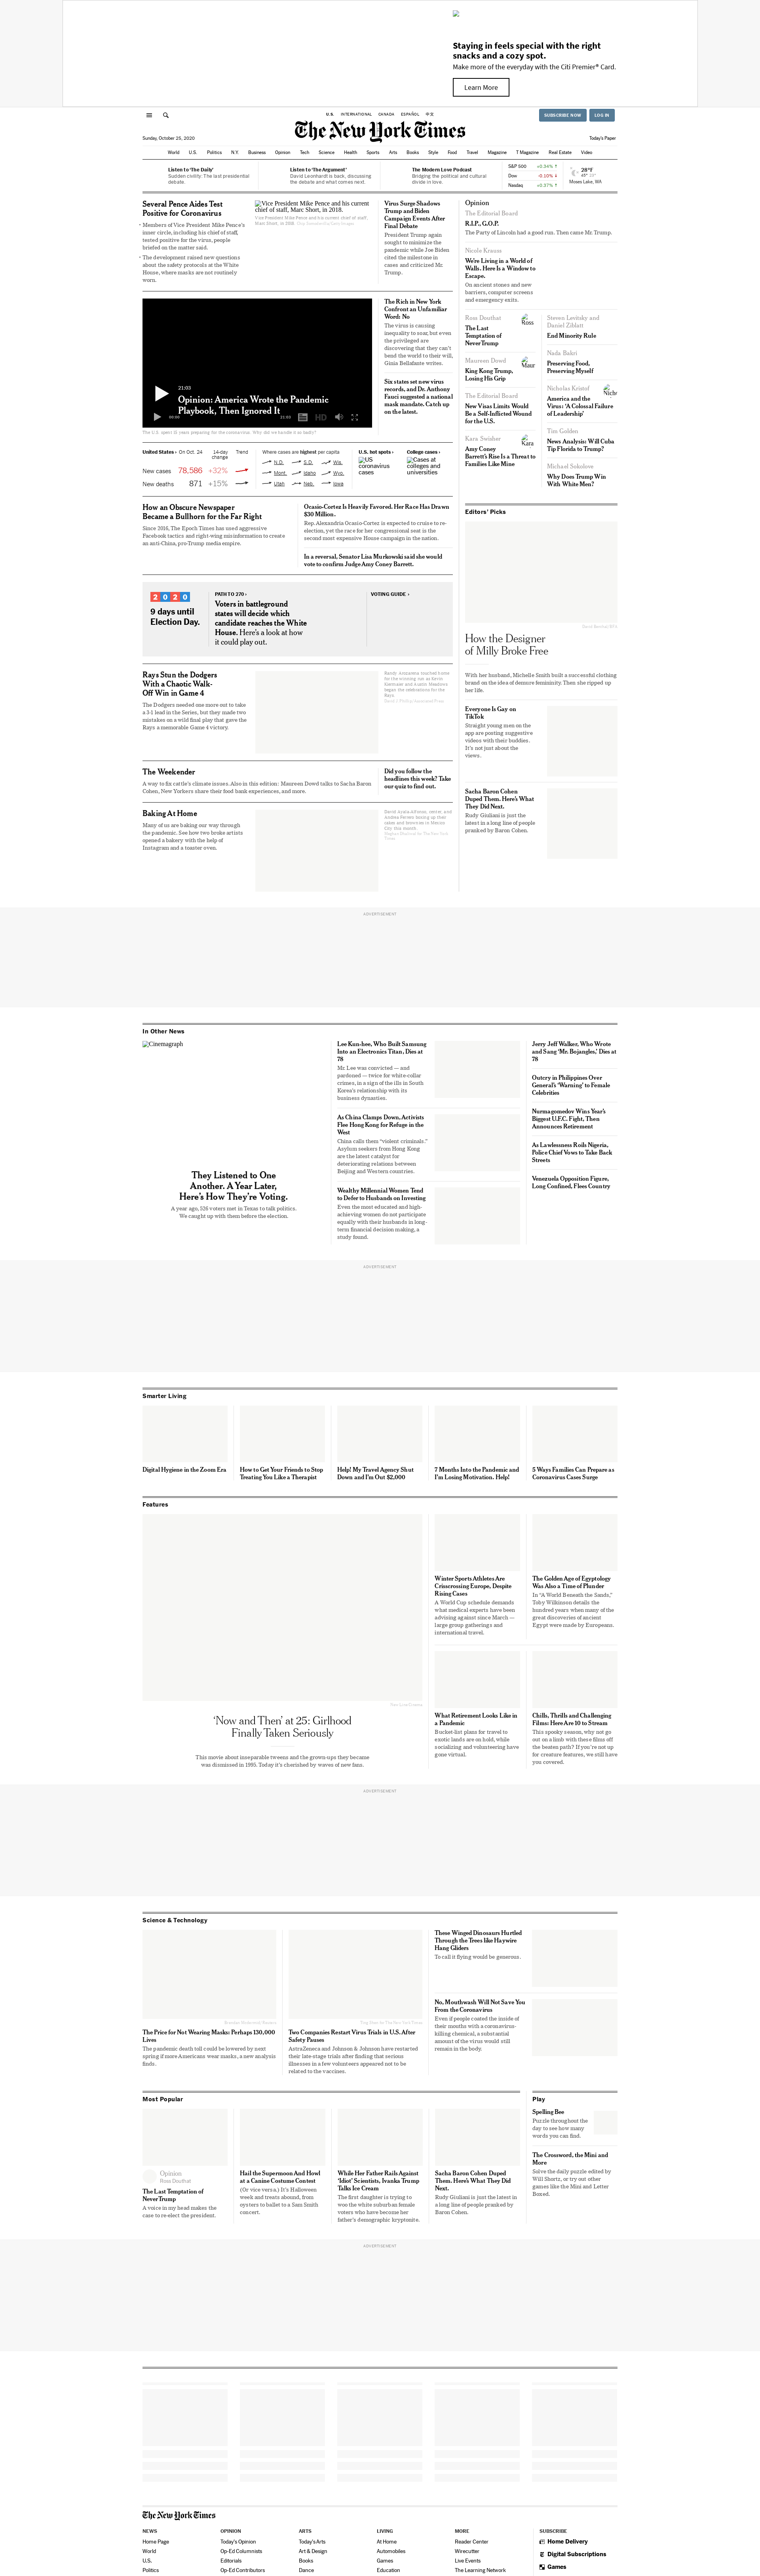 Staying in feels special with the right
snacks and a cozy spot.
Make more of the everyday with the Citi Premier® Card.
Learn More
U.S. INTERNATIONAL CANADA ESPAÑOL 中文
SUBSCRIBE NOW LOG IN
The New York Times
Sunday, October 25, 2020
Today's Paper
World U.S. Politics N.Y. Business Opinion Tech Science Health Sports Arts Books Style Food Travel Magazine T Magazine Real Estate Video
Listen to 'The Daily'
Sudden civility: The last presidential
debate.
Listen to 'The Argument'
David Leonhardt is back, discussing
the debate and what comes next.
The Modern Love Podcast
Bridging the political and cultural
divide in love.
S&P 500 +0.34% ↑
Dow -0.10% ↓
Nasdaq +0.37% ↑
28°F
Moses Lake, WA
Several Pence Aides Test
Positive for Coronavirus
• Members of Vice President Mike Pence's
inner circle, including his chief of staff,
tested positive for the virus, people
briefed on the matter said.
• The development raised new questions
about the safety protocols at the White
House, where masks are not routinely
worn.
Vice President Mike Pence and his current
chief of staff, Marc Short, in 2018.
Vice President Mike Pence and his current chief of staff,
Marc Short, in 2018.
Virus Surge Shadows
Trump and Biden
Campaign Events After
Final Debate
President Trump again
sought to minimize the
pandemic while Joe Biden
cited the milestone in
cases and criticized Mr.
Trump.
21:03
Opinion: America Wrote the Pandemic
Playbook, Then Ignored It
00:00
21:03
HD
The U.S. spent 15 years preparing for the coronavirus. Why did we handle it so badly?
The Rich in New York
Confront an Unfamiliar
Word: No
The virus is causing
inequality to soar, but even
the privileged are
discovering that they can't
bend the world to their will,
Ginia Bellafante writes.
Six states set new virus
records, and Dr. Anthony
Fauci suggested a national
mask mandate. Catch up
on the latest.
United States › On Oct. 24 14-day
change Trend
New cases 78,586 +32%
New deaths 871 +15%
Where cases are highest per capita
N.D. S.D. Wis.
Mont. Idaho Wyo.
Utah Neb. Iowa
U.S. hot spots ›
US
coronavirus
cases
College cases ›
Cases at
colleges and
universities
How an Obscure Newspaper
Became a Bullhorn for the Far Right
Since 2016, The Epoch Times has used aggressive
Facebook tactics and right-wing misinformation to create
an anti-China, pro-Trump media empire.
Ocasio-Cortez Is Heavily Favored. Her Race Has Drawn
$30 Million.
Rep. Alexandria Ocasio-Cortez is expected to cruise to re-
election, yet the race for her congressional seat is the
second most expensive House campaign in the nation.
In a reversal, Senator Lisa Murkowski said she would
vote to confirm Judge Amy Coney Barrett.
2020
9 days until
Election Day.
PATH TO 270 ›
Voters in battleground
states will decide which
candidate reaches the White
House. Here's a look at how
it could play out.
VOTING GUIDE ›
Rays Stun the Dodgers
With a Chaotic Walk-
Off Win in Game 4
The Dodgers needed one more out to take
a 3-1 lead in the Series, but they made two
mistakes on a wild final play that gave the
Rays a memorable Game 4 victory.
Randy Arozarena touched home
for the winning run as Kevin
Kiermaier and Austin Meadows
began the celebrations for the
Rays.
The Weekender
A way to fix cattle's climate issues. Also in this edition: Maureen Dowd talks to Sacha Baron
Cohen, New Yorkers share their food bank experiences, and more.
Did you follow the
headlines this week? Take
our quiz to find out.
Baking At Home
Many of us are baking our way through
the pandemic. See how two broke artists
opened a bakery with the help of
Instagram and a toaster oven.
David Ayala-Alfonso, center, and
Andrea Ferrero boxing up their
cakes and brownies in Mexico
City this month.
Opinion
The Editorial Board
R.I.P., G.O.P.
The Party of Lincoln had a good run. Then came Mr. Trump.
Nicole Krauss
We're Living in a World of
Walls. Here Is a Window to
Escape.
On ancient stones and new
barriers, computer screens
and emergency exits.
Ross Douthat
The Last
Temptation of
NeverTrump
Ross
Maureen Dowd
King Kong Trump,
Losing His Grip
Maur
The Editorial Board
New Visas Limits Would
Be a Self-Inflicted Wound
for the U.S.
Kara Swisher
Amy Coney
Barrett's Rise Is a Threat to
Families Like Mine
Kara
Steven Levitsky and
Daniel Ziblatt
End Minority Rule
Nada Bakri
Preserving Food,
Preserving Myself
Nicholas Kristof
America and the
Virus: 'A Colossal Failure
of Leadership'
Nichr
Tim Golden
News Analysis: Will Cuba
Tip Florida to Trump?
Michael Sokolove
Why Does Trump Win
With White Men?
Editors' Picks
How the Designer
of Milly Broke Free
With her husband, Michelle Smith built a successful clothing
brand on the idea of demure femininity. Then she ripped up
her life.
Everyone Is Gay on
TikTok
Straight young men on the
app are posting suggestive
videos with their buddies.
It's not just about the
views.
Sacha Baron Cohen
Duped Them. Here's What
They Did Next.
Rudy Giuliani is just the
latest in a long line of people
pranked by Baron Cohen.
ADVERTISEMENT
In Other News
Cinemagraph
They Listened to One
Another. A Year Later,
Here's How They're Voting.
A year ago, 526 voters met in Texas to talk politics.
We caught up with them before the election.
Lee Kun-hee, Who Built Samsung
Into an Electronics Titan, Dies at
78
Mr. Lee was convicted — and
pardoned — twice for white-collar
crimes, in a sign of the ills in South
Korea's relationship with its
business dynasties.
As China Clamps Down, Activists
Flee Hong Kong for Refuge in the
West
China calls them "violent criminals."
Asylum seekers from Hong Kong
are the latest catalyst for
deteriorating relations between
Beijing and Western countries.
Wealthy Millennial Women Tend
to Defer to Husbands on Investing
Even the most educated and high-
achieving women do not participate
equally with their husbands in long-
term financial decision making, a
study found.
Jerry Jeff Walker, Who Wrote
and Sang 'Mr. Bojangles,' Dies at
78
Outcry in Philippines Over
General's 'Warning' to Female
Celebrities
Nurmagomedov Wins Year's
Biggest U.F.C. Fight, Then
Announces Retirement
As Lawlessness Roils Nigeria,
Police Chief Vows to Take Back
Streets
Venezuela Opposition Figure,
Long Confined, Flees Country
ADVERTISEMENT
Smarter Living
Digital Hygiene in the Zoom Era
How to Get Your Friends to Stop
Treating You Like a Therapist
Help! My Travel Agency Shut
Down and I'm Out $2,000
7 Months Into the Pandemic and
I'm Losing Motivation. Help!
5 Ways Families Can Prepare as
Coronavirus Cases Surge
Features
'Now and Then' at 25: Girlhood
Finally Taken Seriously
This movie about inseparable tweens and the grown-ups they became
was dismissed in 1995. Today it's cherished by waves of new fans.
Winter Sports Athletes Are
Crisscrossing Europe, Despite
Rising Cases
A World Cup schedule demands
what medical experts have been
advising against since March —
large group gatherings and
international travel.
The Golden Age of Egyptology
Was Also a Time of Plunder
In "A World Beneath the Sands,"
Toby Wilkinson details the
hundred years when many of the
great discoveries of ancient
Egypt were made by Europeans.
What Retirement Looks Like in
a Pandemic
Bucket-list plans for travel to
exotic lands are on hold, while
socializing and volunteering have
gone virtual.
Chills, Thrills and Challenging
Films: Here Are 10 to Stream
This spooky season, why not go
out on a limb with these films off
the beaten path? If you're not up
for creature features, we still have
you covered.
ADVERTISEMENT
Science & Technology
The Price for Not Wearing Masks: Perhaps 130,000
Lives
The pandemic death toll could be lowered by next
spring if more Americans wear masks, a new analysis
finds.
Two Companies Restart Virus Trials in U.S. After
Safety Pauses
AstraZeneca and Johnson & Johnson have restarted
their late-stage trials after finding that serious
illnesses in a few volunteers appeared not to be
related to the vaccines.
These Winged Dinosaurs Hurtled
Through the Trees like Haywire
Hang Gliders
To call it flying would be generous.
No, Mouthwash Will Not Save You
From the Coronavirus
Even if people coated the inside of
their mouths with a coronavirus-
killing chemical, a substantial
amount of the virus would still
remain in the body.
Most Popular
Opinion
Ross Douthat
The Last Temptation of
NeverTrump
A voice in my head makes the
case to re-elect the president.
Hail the Supermoon And Howl
at a Canine Costume Contest
(Or vice versa.) It's Halloween
week and treats abound, from
oysters to ballet to a Sam Smith
concert.
While Her Father Rails Against
'Idiot' Scientists, Ivanka Trump
Talks Ice Cream
The first daughter is trying to
woo the white suburban female
voters who have become her
father's demographic kryptonite.
Sacha Baron Cohen Duped
Them. Here's What They Did
Next.
Rudy Giuliani is just the latest in
a long line of people pranked by
Baron Cohen.
Play
Spelling Bee
Puzzle throughout the
day to see how many
words you can find.
The Crossword, the Mini and
More
Solve the daily puzzle edited by
Will Shortz, or try out other
games like the Mini and Letter
Boxed.
ADVERTISEMENT
The New York Times
NEWS
Home Page
World
U.S.
Politics
OPINION
Today's Opinion
Op-Ed Columnists
Editorials
Op-Ed Contributors
ARTS
Today's Arts
Art & Design
Books
Dance
LIVING
At Home
Automobiles
Games
Education
MORE
Reader Center
Wirecutter
Live Events
The Learning Network
SUBSCRIBE
Home Delivery
Digital Subscriptions
Games